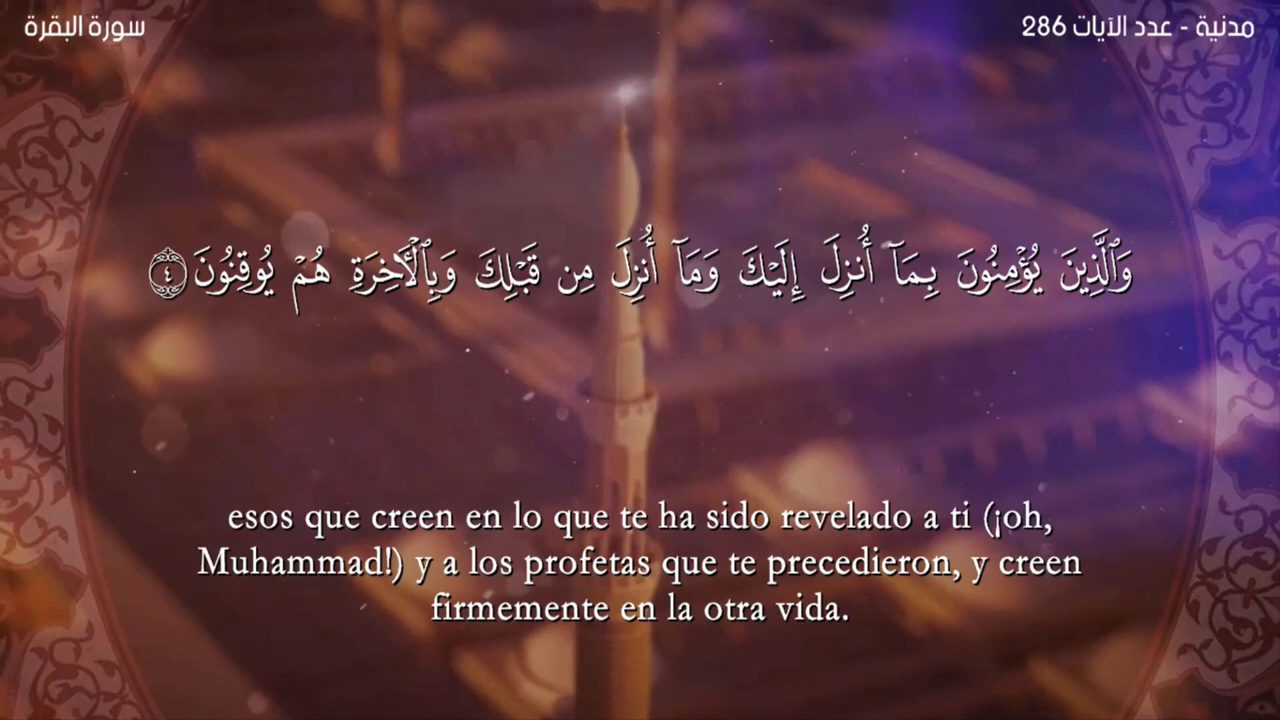 سورة البقرة
مدنية - عدد الآيات 286
وَٱلَّذِينَ يُؤْمِنُونَ بِمَآ أُنزِلَ إِلَيْكَ وَمَآ أُنزِلَ مِن قَبْلِكَ وَبِٱلْـَٔاخِرَةِ هُمْ يُوقِنُونَ ٤
esos que creen en lo que te ha sido revelado a ti (¡oh,
Muhammad!) y a los profetas que te precedieron, y creen
firmemente en la otra vida.